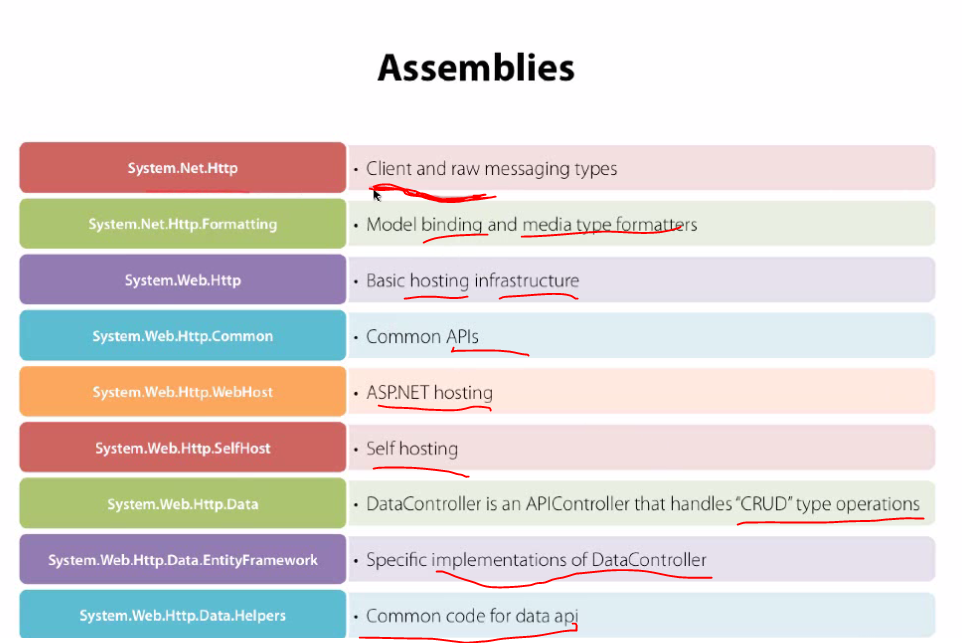 Assemblies
System.Net.Http • Client and raw messaging types
System.Net.Http.Formatting • Model binding and media type formatters
System.Web.Http • Basic hosting infrastructure
System.Web.Http.Common • Common APIs
System.Web.Http.WebHost • ASP.NET hosting
System.Web.Http.SelfHost • Self hosting
System.Web.Http.Data • DataController is an APIController that handles “CRUD” type operations
System.Web.Http.Data.EntityFramework • Specific implementations of DataController
System.Web.Http.Data.Helpers • Common code for data api